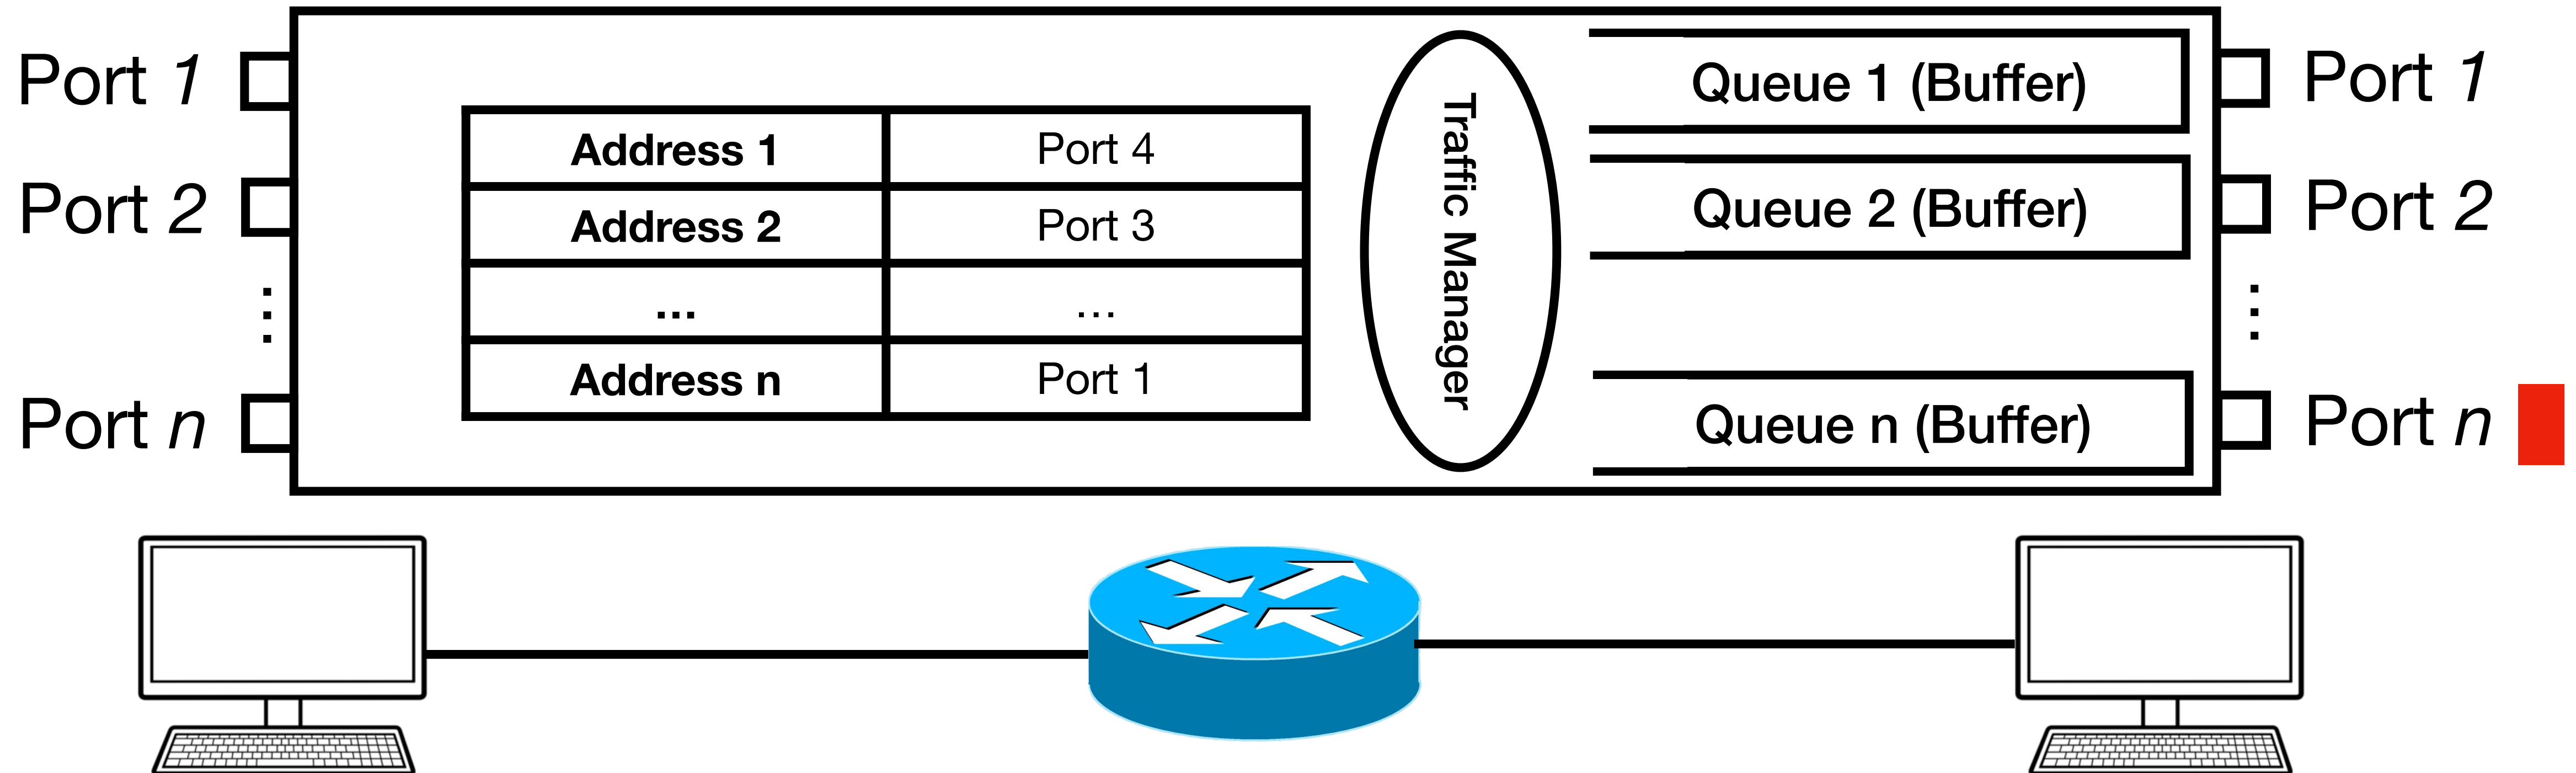 Port 1
Port 2
⋮
Port n
Address 1 Port 4
Address 2 Port 3
... ...
Address n Port 1
Traffic Manager
Queue 1 (Buffer)
Queue 2 (Buffer)
Queue n (Buffer)
Port 1
Port 2
⋮
Port n